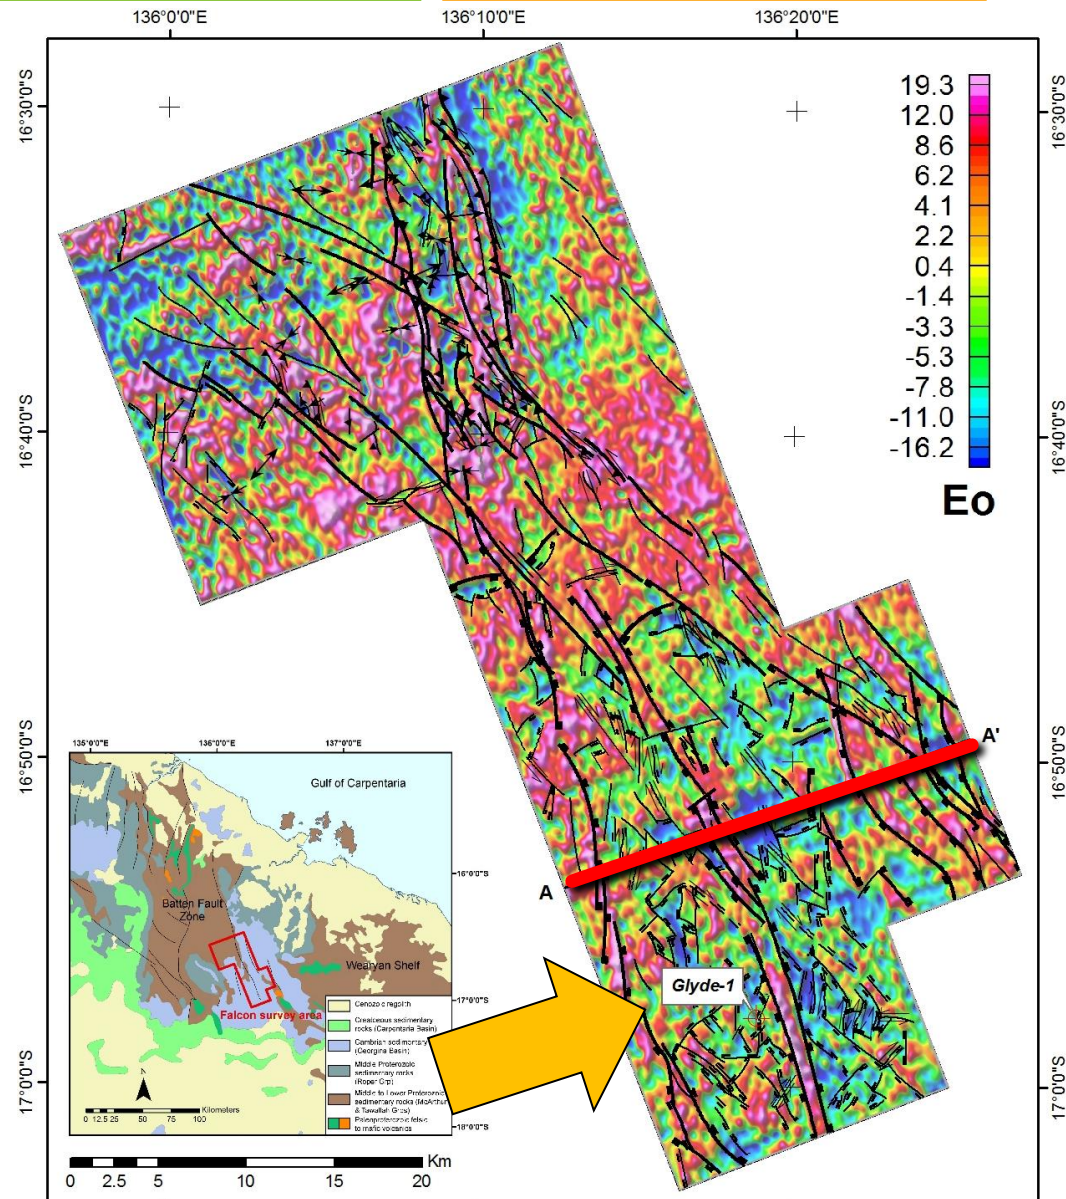 136°0'0"E
136°10'0"E
136°20'0"E
16°30'0"S
16°30'0"S
19.3
12.0
8.6
6.2
4.1
2.2
0.4
-1.4
-3.3
-5.3
-7.8
-11.0
-16.2
Eo
16°40'0"S
16°40'0"S
16°50'0"S
16°50'0"S
A'
A
Glyde-1
17°0'0"S
17°0'0"S
135°0'0"E
136°0'0"E
137°0'0"E
Gulf of Carpentaria
16°0'0"S
Batten Fault
Zone
Wearyan Shelf
17°0'0"S
Falcon survey area
Cenozoic regolith
Cretaceous sedimentary
rocks (Carpentaria Basin)
Cambrian sedimentary
(Georgina Basin)
Middle Proterozoic
sedimentary rocks
(Roper Grp)
Middle to Lower Proterozoic
sedimentary rocks (McArthur
& Tawallah Grps)
Paleoproterozoic felsic
to mafic volcanics
N
Kilometers
0 12.5 25 50 75 100
18°0'0"S
Km
0 2.5 5 10 15 20